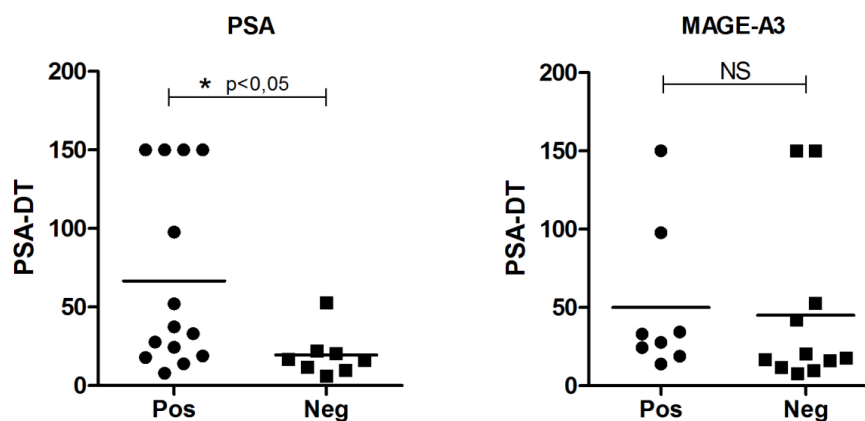 PSA
200
150
100
50
0
PSA-DT
* p<0,05
Pos
Neg
MAGE-A3
200
150
100
50
0
PSA-DT
NS
Pos
Neg